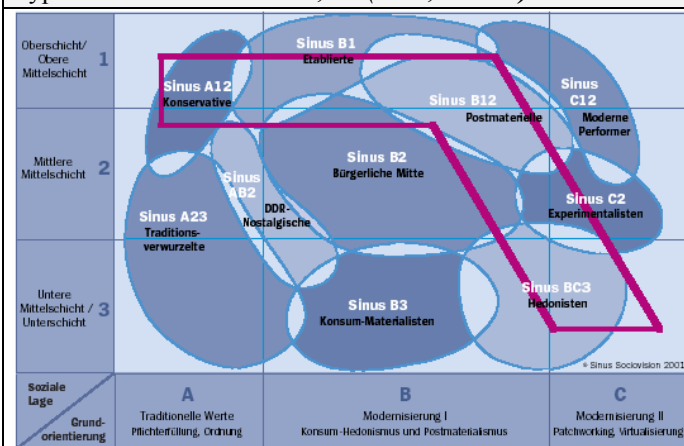 Oberschicht/
Obere
Mittelschicht
1
Sinus B1
Etablierte
Sinus A12
Konservative
Sinus B12
Postmaterielle
Sinus
C12
Moderne
Performer
Mittlere
Mittelschicht
2
Sinus B2
Bürgerliche Mitte
Sinus
AB2
DDR-
Nostalgische
Sinus A23
Traditions-
verwurzelte
Sinus C2
Experimentalisten
Untere
Mittelschicht /
Unterschicht
3
Sinus B3
Konsum-Materialisten
Sinus BC3
Hedonisten
© Sinus Sociovision 2001
Soziale
Lage
Grund-
orientierung
A
Traditionelle Werte
Pflichterfüllung, Ordnung
B
Modernisierung I
Konsum-Hedonismus und Postmaterialismus
C
Modernisierung II
Patchworking, Virtualisierung